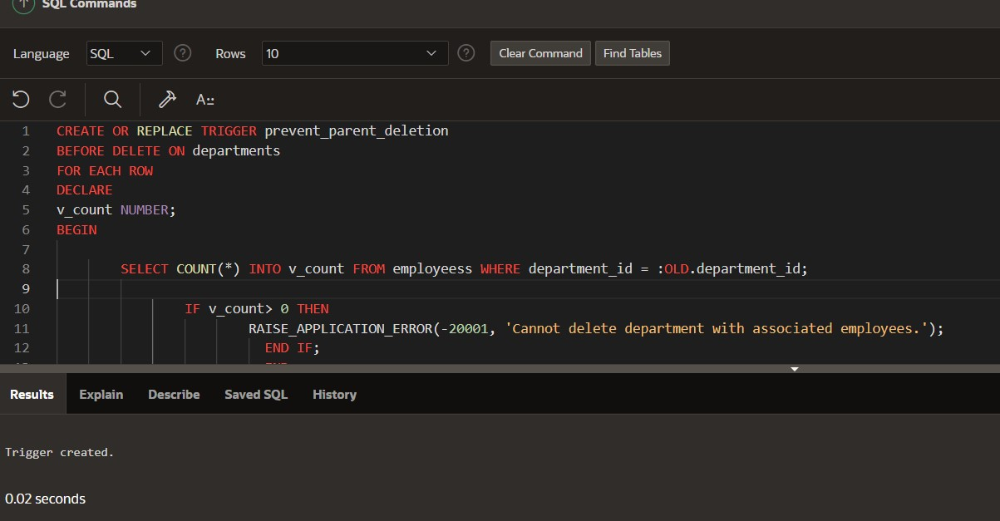 SQL Commands
Language SQL Rows 10 Clear Command Find Tables
A::
1 CREATE OR REPLACE TRIGGER prevent_parent_deletion
2 BEFORE DELETE ON departments
3 FOR EACH ROW
4 DECLARE
5 v_count NUMBER;
6 BEGIN
7
8 SELECT COUNT(*) INTO v_count FROM employeess WHERE department_id = :OLD.department_id;
9
10 IF v_count> 0 THEN
11 RAISE_APPLICATION_ERROR(-20001, 'Cannot delete department with associated employees.');
12 END IF;
Results Explain Describe Saved SQL History
Trigger created.
0.02 seconds